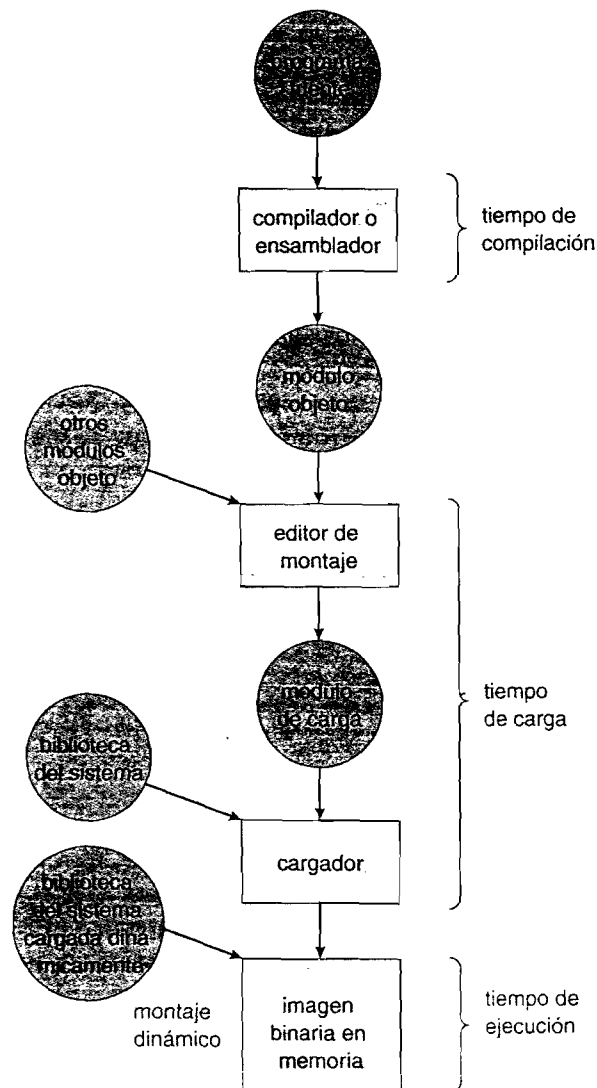 programa
fuente
compilador o
ensamblador
tiempo de
compilación
módulo
objeto
otros
módulos
objeto
editor de
montaje
módulo
de carga
tiempo
de carga
biblioteca
del sistema
cargador
biblioteca
del sistema
cargada diná
micamente
montaje
dinámico
imagen
binaria en
memoria
tiempo de
ejecución